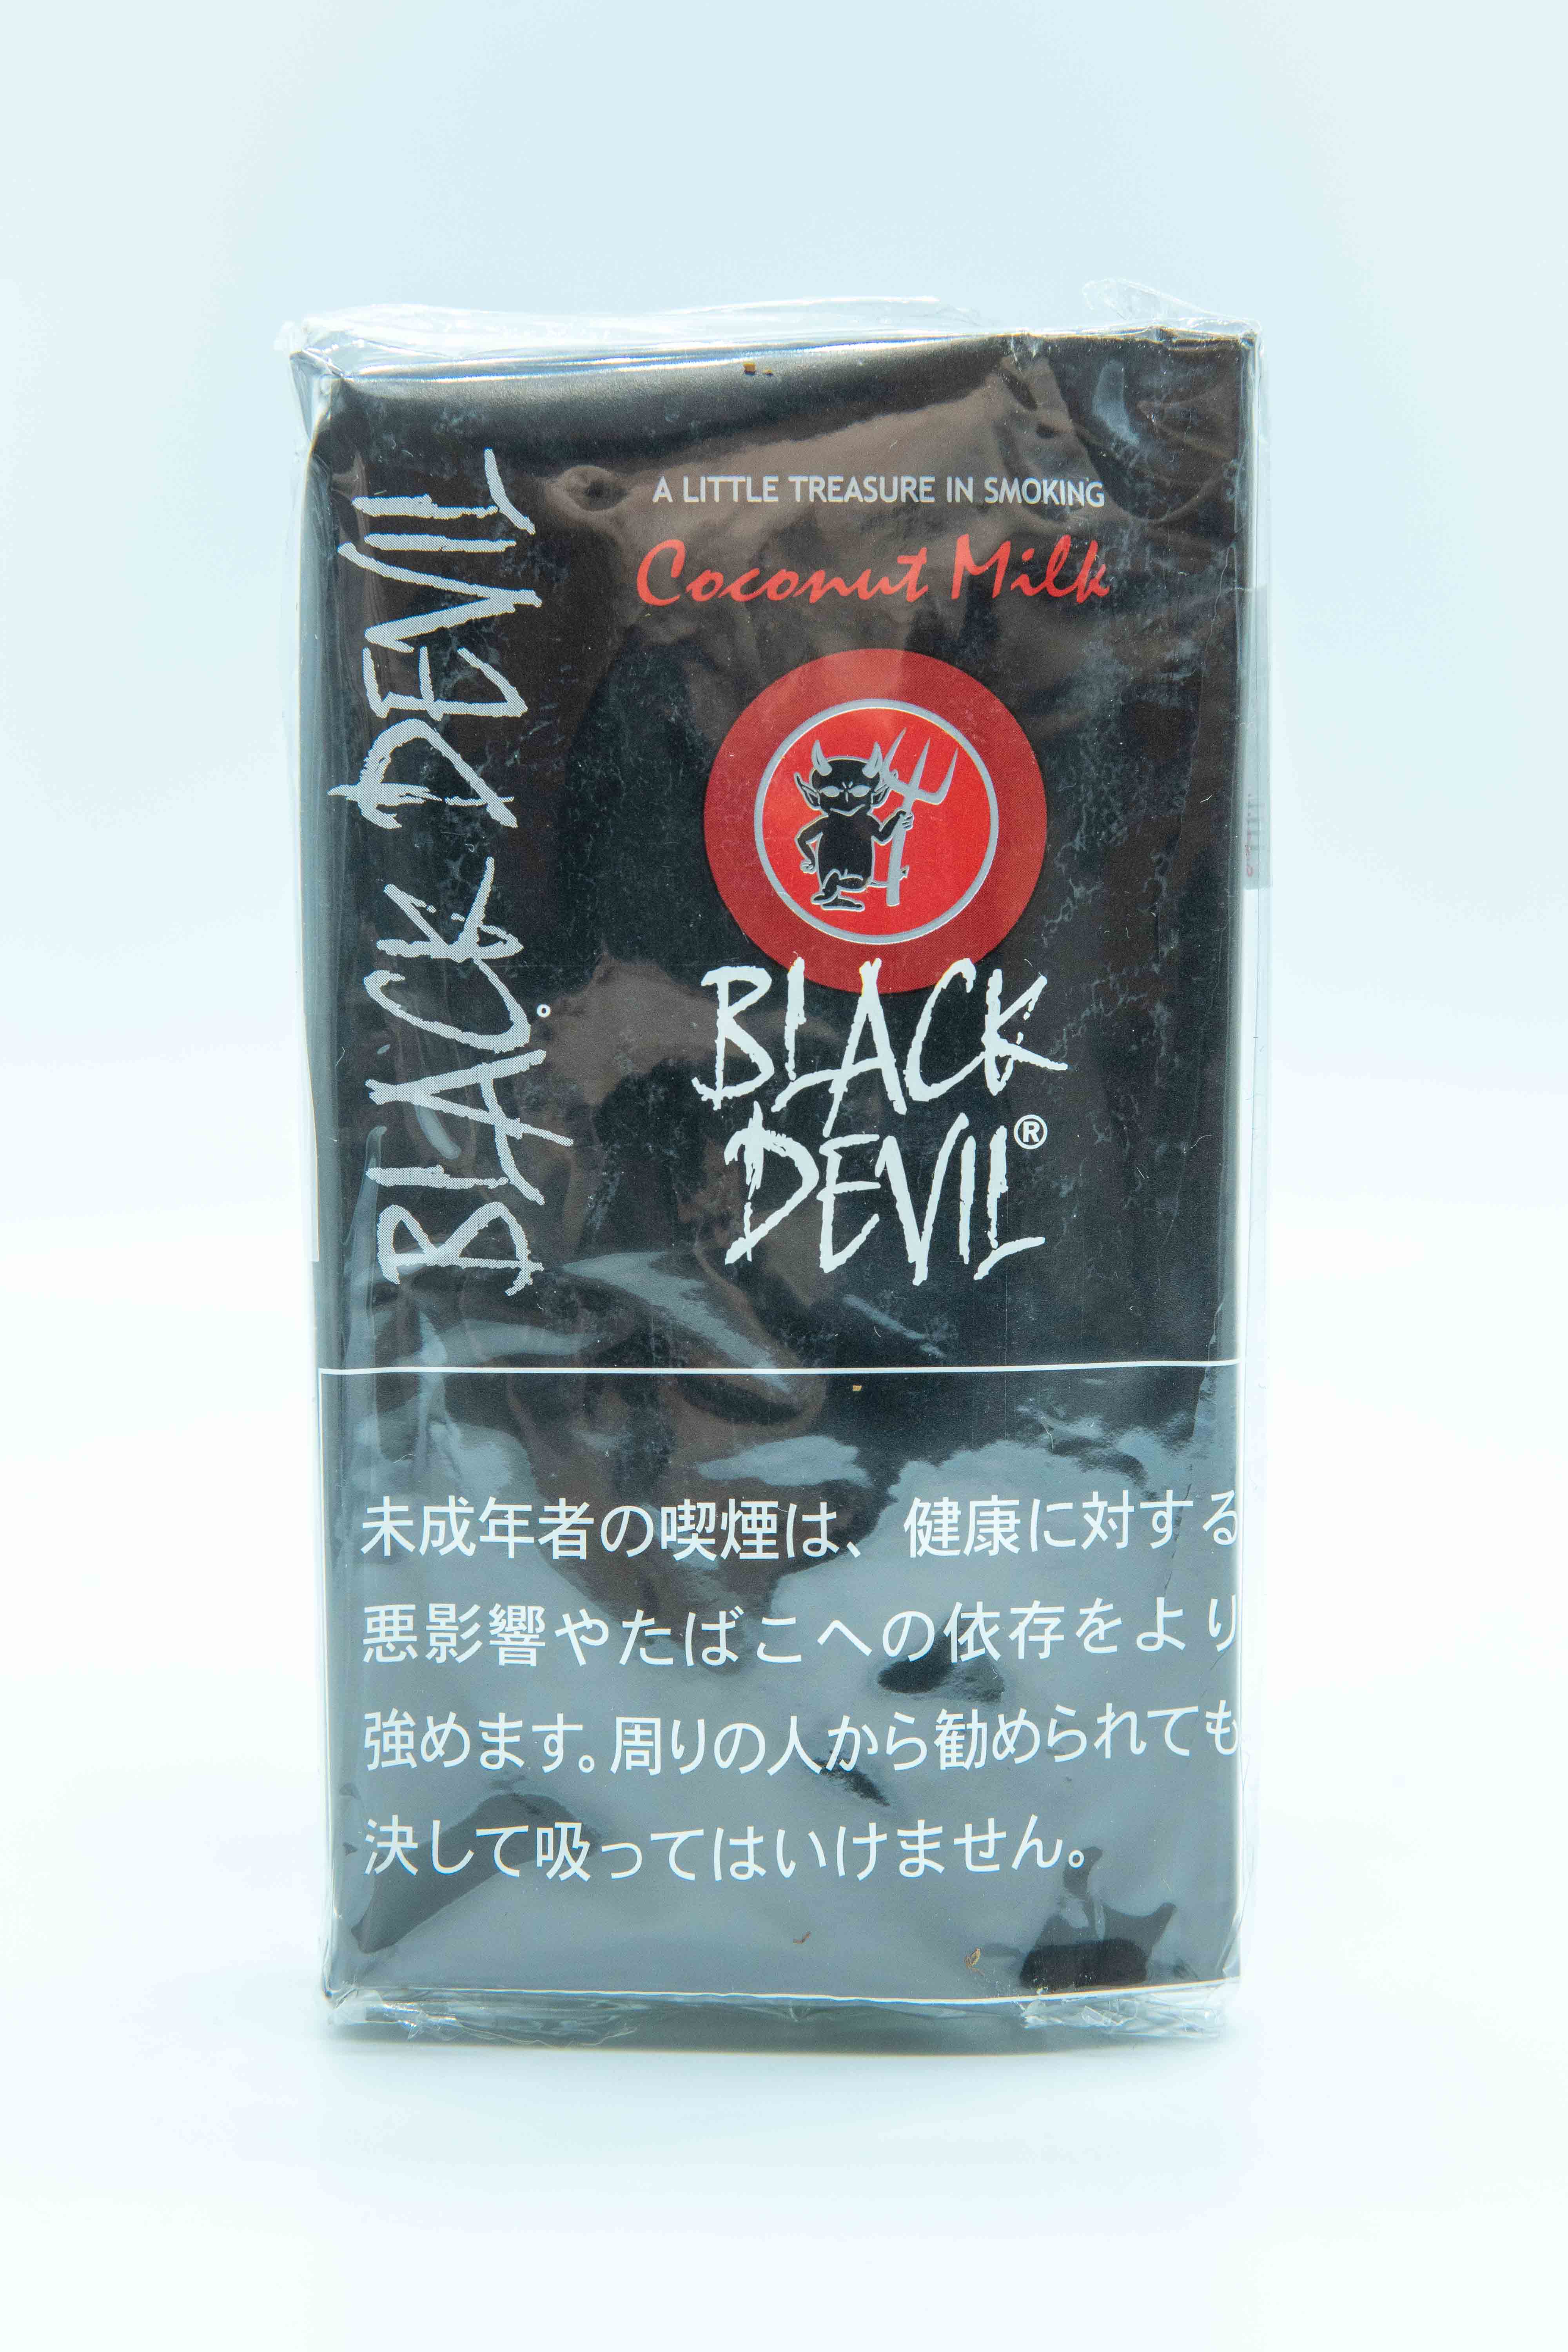 A LITTLE TREASURE IN SMOKING
Coconut Milk
BLACK DEVIL
BLACK
DEVIL®
未成年者の喫煙は、健康に対する
悪影響やたばこへの依存をより
強めます。周りの人から勧められても
決して吸ってはいけません。